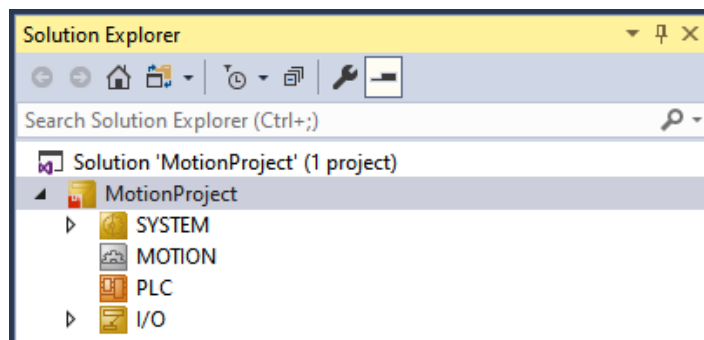 Solution Explorer
Search Solution Explorer (Ctrl+;)
Solution 'MotionProject' (1 project)
MotionProject
SYSTEM
MOTION
PLC
I/O